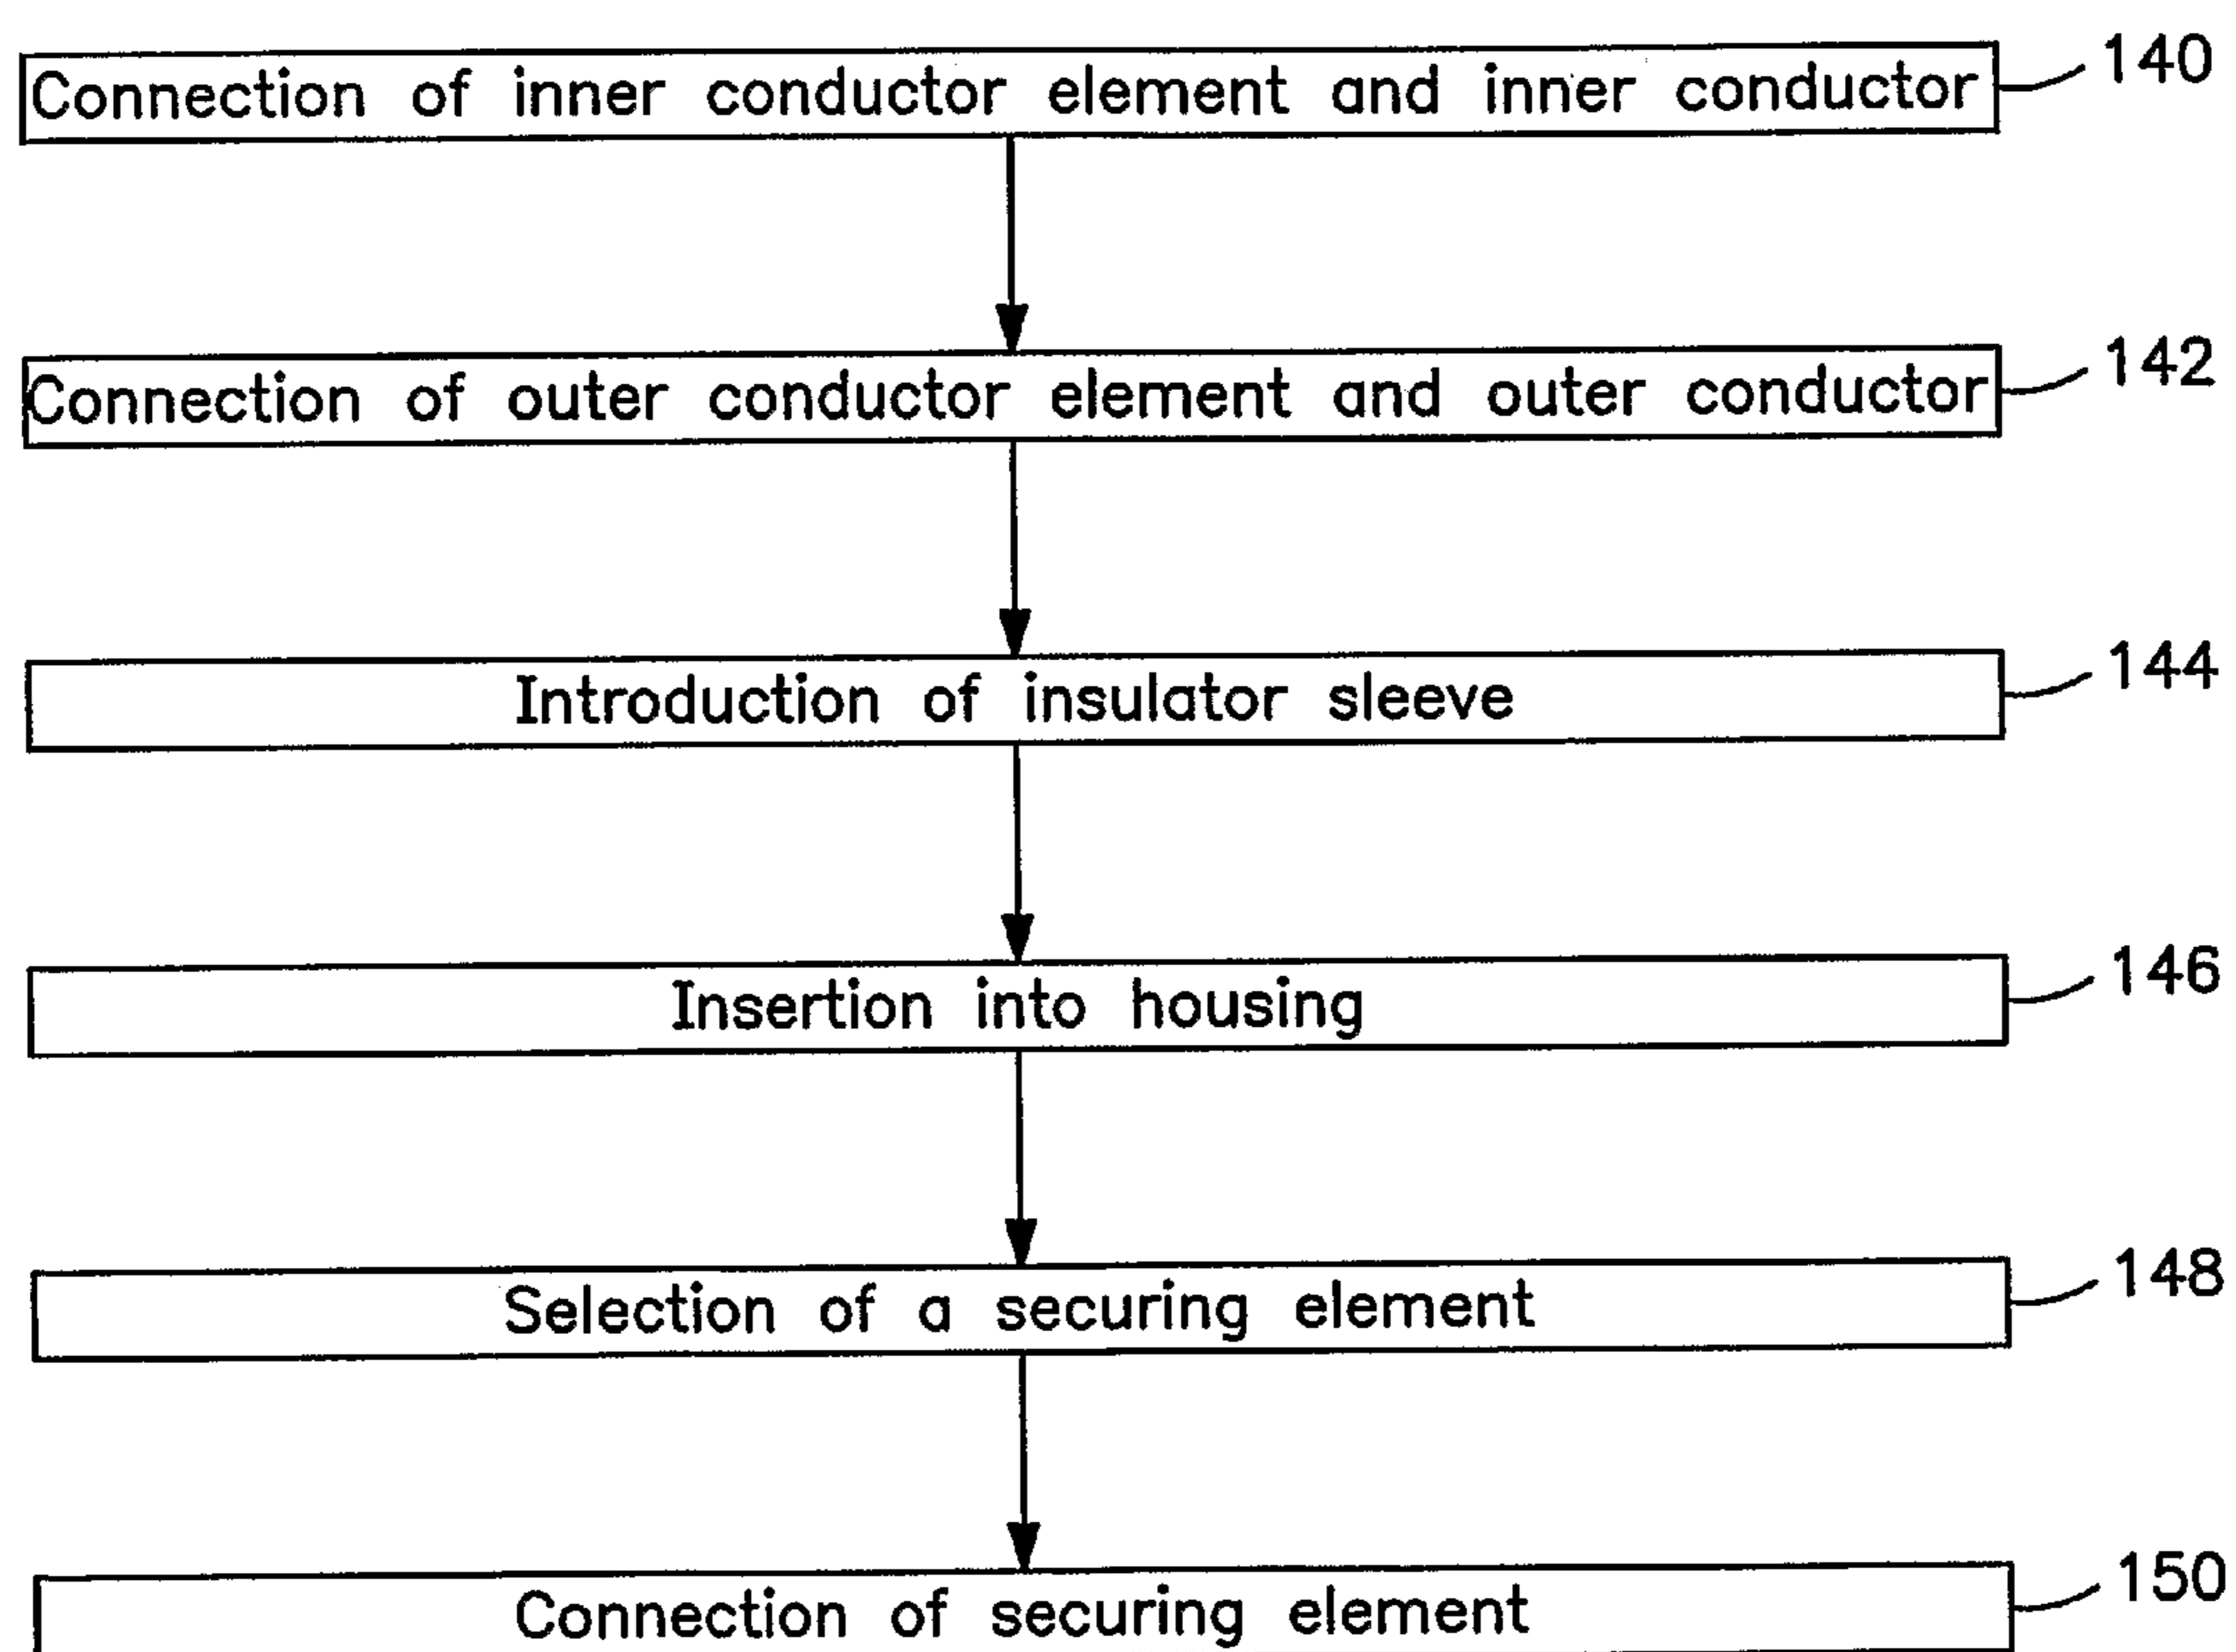 Connection of inner conductor element and inner conductor 140
Connection of outer conductor element and outer conductor 142
Introduction of insulator sleeve 144
Insertion into housing 146
Selection of a securing element 148
Connection of securing element 150